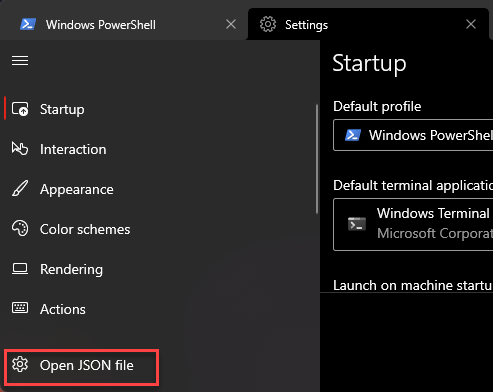 Windows PowerShell
Settings
Startup
Interaction
Appearance
Color schemes
Rendering
Actions
Open JSON file
Startup
Default profile
Windows PowerShel
Default terminal applicatio
Windows Terminal
Microsoft Corporat
Launch on machine startu